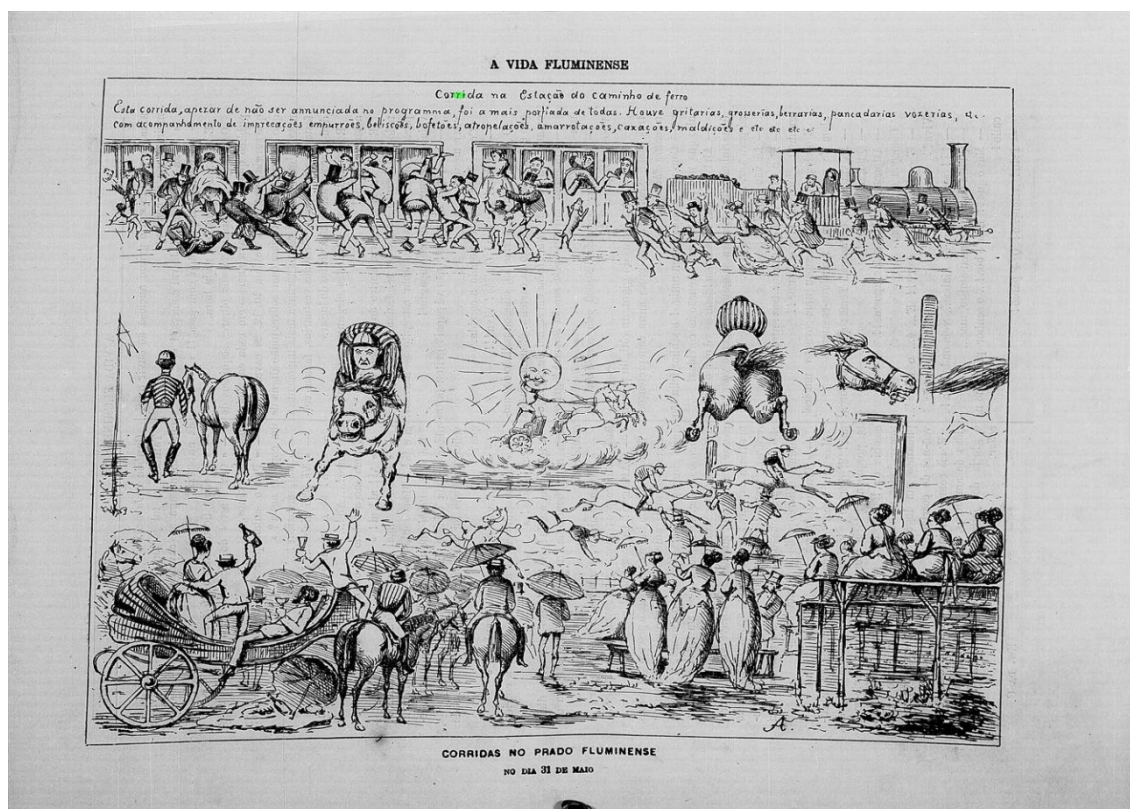 A VIDA FLUMINENSE
Corrida na Estação do caminho de ferro
Esta corrida, apezar de não ser annunciada no programma, foi a mais porfiada de todas. Houve gritarias, grosserias, berrarias, pancadarias vozerias, &c
com acompanhamento de imprecações empurrões, beliscões, bofetões, atropelações, amarrotações, caxações, maldições e etc etc etc
A
CORRIDAS NO PRADO FLUMINENSE
NO DIA 31 DE MAIO